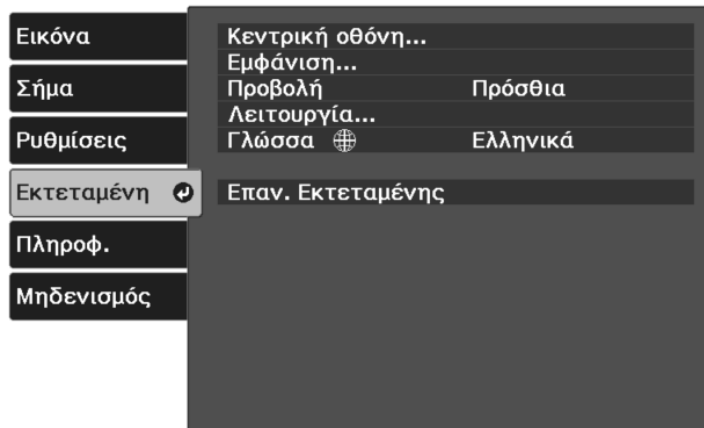 Εικόνα
Σήμα
Ρυθμίσεις
Εκτεταμένη
Πληροφ.
Μηδενισμός
Κεντρική οθόνη...
Εμφάνιση...
Προβολή Πρόσθια
Λειτουργία...
Γλώσσα Ελληνικά
Επαν. Εκτεταμένης